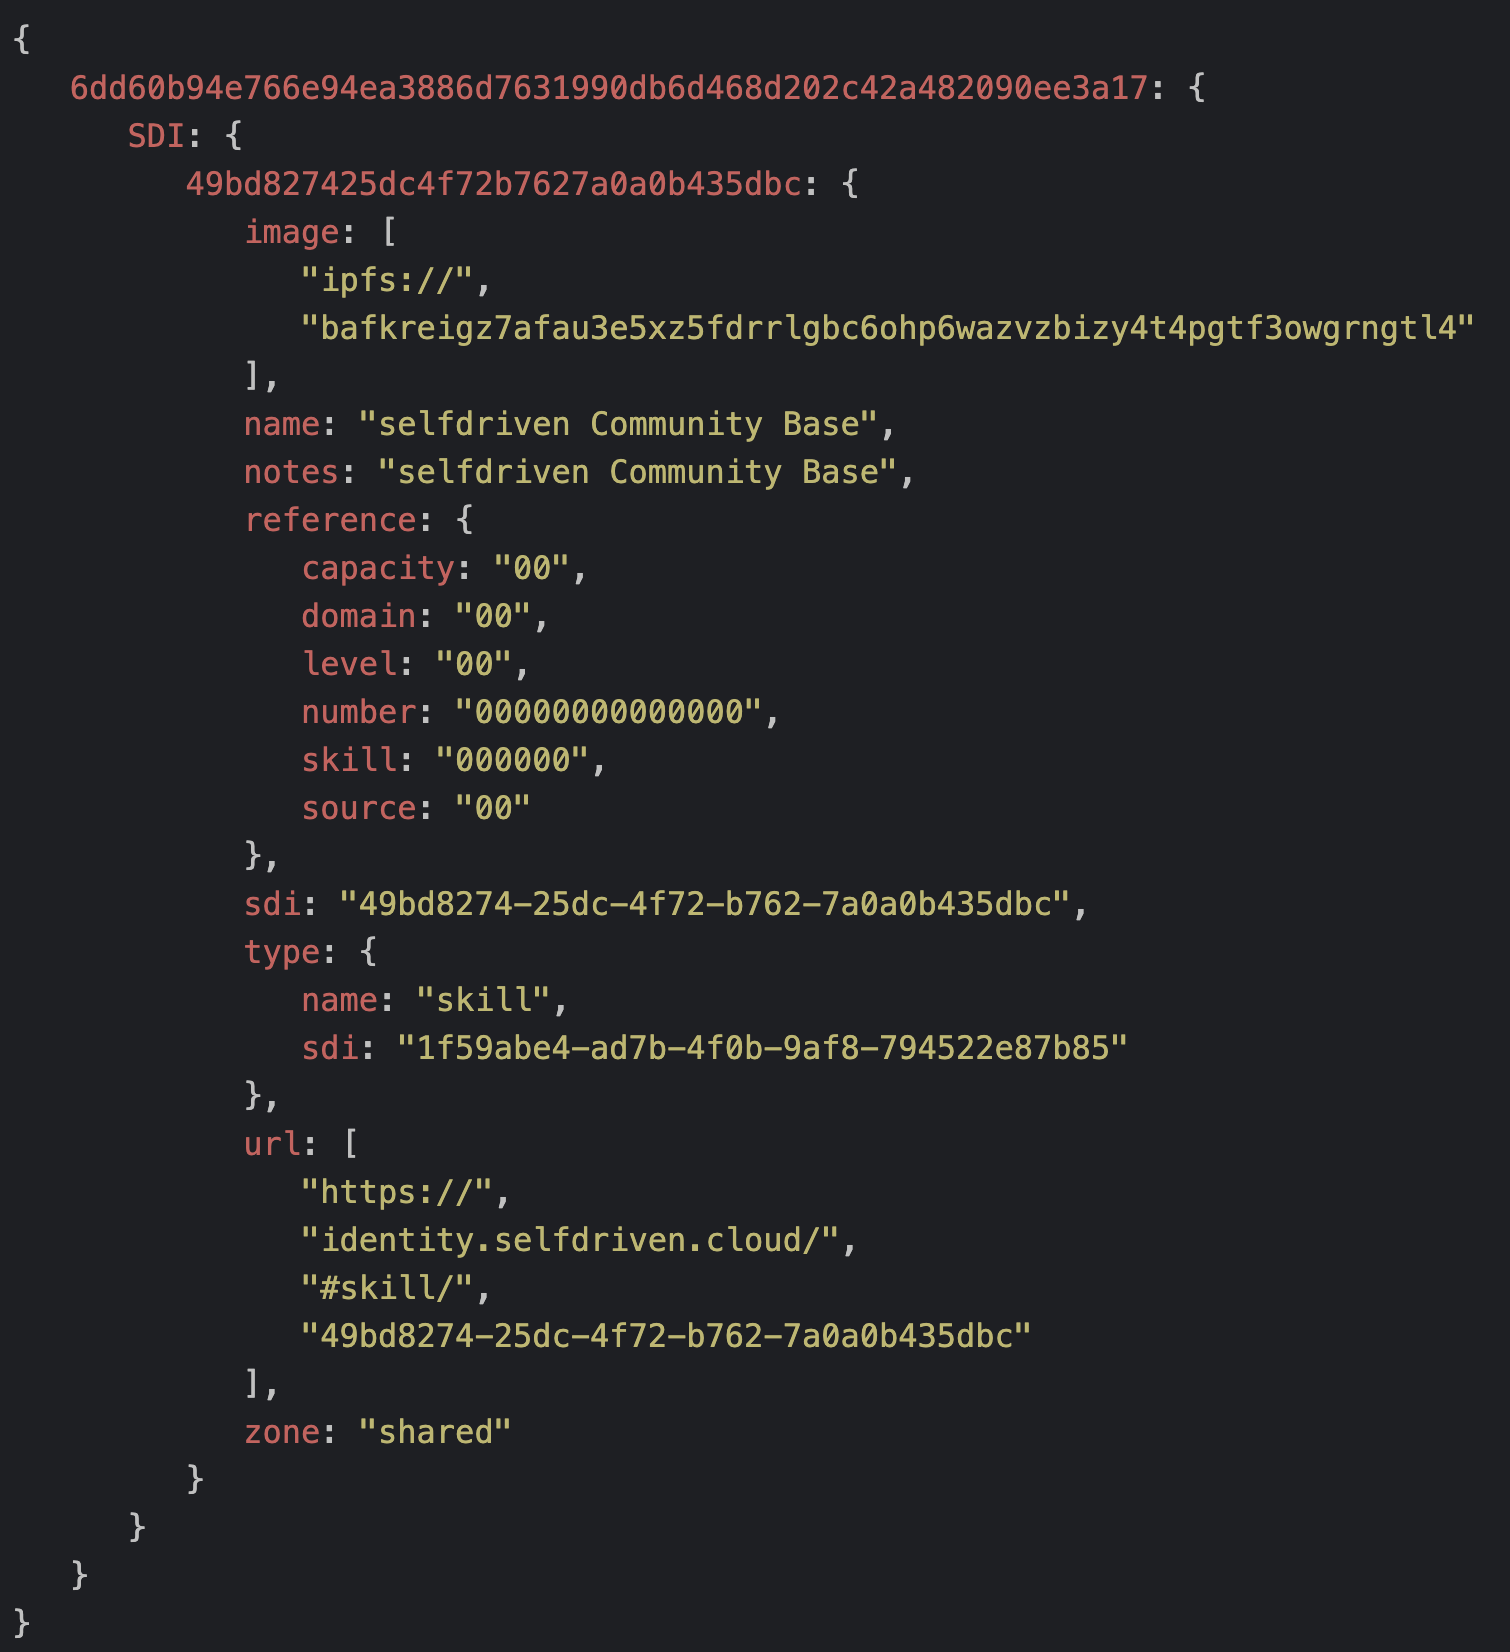 {
6dd60b94e766e94ea3886d7631990db6d468d202c42a482090ee3a17: {
SDI: {
49bd827425dc4f72b7627a0a0b435dbc: {
image: [
"ipfs://",
"bafkreigz7afau3e5xz5fdrrlgbc6ohp6wazvzbizy4t4pgtf3owgrngtl4"
],
name: "selfdriven Community Base",
notes: "selfdriven Community Base",
reference: {
capacity: "00",
domain: "00",
level: "00",
number: "00000000000000",
skill: "000000",
source: "00"
},
sdi: "49bd8274-25dc-4f72-b762-7a0a0b435dbc",
type: {
name: "skill",
sdi: "1f59abe4-ad7b-4f0b-9af8-794522e87b85"
},
url: [
"https://",
"identity.selfdriven.cloud/",
"#skill/",
"49bd8274-25dc-4f72-b762-7a0a0b435dbc"
],
zone: "shared"
}
}
}
}